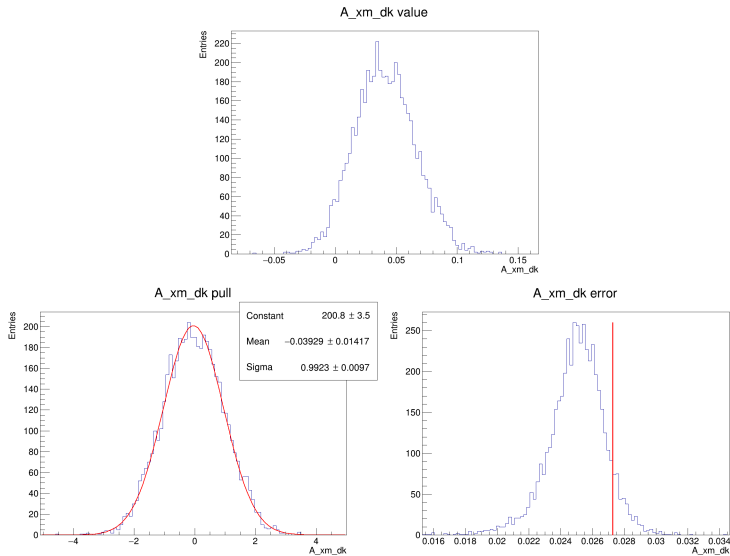 A_xm_dk value
Entries
220
200
180
160
140
120
100
80
60
40
20
0
−0.05 0 0.05 0.1 0.15
A_xm_dk
A_xm_dk pull
Entries
200
180
160
140
120
100
80
60
40
20
0
−4 −2 0 2 4
A_xm_dk
Constant 200.8 ± 3.5
Mean −0.03929 ± 0.01417
Sigma 0.9923 ± 0.0097
A_xm_dk error
Entries
250
200
150
100
50
0
0.016 0.018 0.02 0.022 0.024 0.026 0.028 0.03 0.032 0.034
A_xm_dk